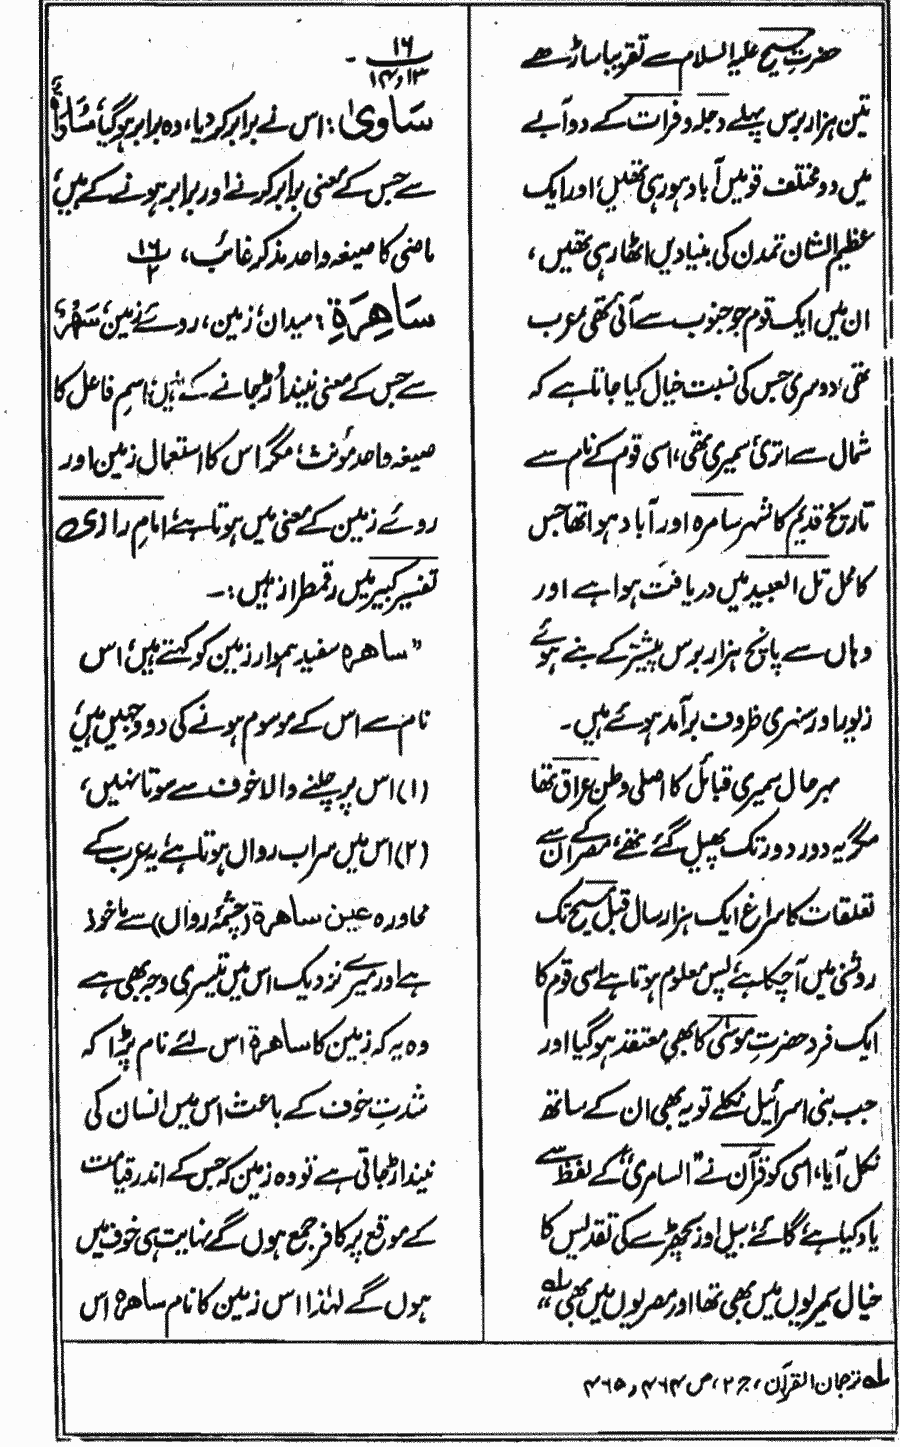 حضرتِ مسیح علیہ السلام سے تقریباً ساڑھے
تین ہزار برس پہلے دجلہ و فرات کے دو آبے
میں دو مختلف قومیں آباد ہو رہی تھیں، اور ایک
عظیم الشان تمدن کی بنیادیں اٹھا رہی تھیں،
ان میں ایک قوم جو جنوب سے آئی تھی عرب
تھی، دوسری جس کی نسبت خیال کیا جاتا ہے کہ
شمال سے اتری، سمیری تھی، اسی قوم کے نام سے
تاریخ قدیم کا شہر سامرہ اور آباد ہوا تھا جس
کا محل تل العبید میں دریافت ہوا ہے اور
وہاں سے پانچ ہزار برس پیشتر کے بنے ہوئے
زیور اور سنہری ظروف برآمد ہوئے ہیں۔
بہر حال سمیری قبائل کا اصلی وطن عراق تھا
مگر یہ دور دور تک پھیل گئے تھے، مصر ان کے سے
تعلقات کا سراغ ایک ہزار سال قبل مسیح تک
روشنی میں آ چکا ہے، پس معلوم ہوتا ہے اسی قوم کا
ایک فرد حضرتِ موسٰی کا بھی معتقد ہو گیا اور
جب بنی اسرائیل نکلے تو یہ بھی ان کے ساتھ
نکل آیا، اسی کو قرآن نے "السامری" کے لفظ سے
یاد کیا ہے، گائے، بیل اور بچھڑے کی تقدیس کا
خیال سمیریوں میں بھی تھا اور مصریوں میں بھی" لہ
۱۶
۱۳ و ۱۴ ۔
سَاوٰی: اس نے برابر کر دیا، وہ برابر ہو گیا، مُسَاوَاۃٌ
سے جس کے معنی برابر کرنے اور برابر ہونے کے ہیں،
ماضی کا صیغہ واحد مذکر غائب، ۱۶/۲
سَاهِرَةِ: میدان، زمین، روئے زمین، سَھَرٌ
سے جس کے معنی نیند اُڑ جانے کے ہیں، اسمِ فاعل کا
صیغہ واحد مؤنث، مگر اس کا استعمال زمین اور
روئے زمین کے معنی میں ہوتا ہے، امامِ رازی
تفسیر کبیر میں رقمطراز ہیں:۔
"ساهره سفید ہموار زمین کو کہتے ہیں، اس
نام سے اس کے موسوم ہونے کی دو وجہیں ہیں،
(۱) اس پر چلنے والا خوف سے سوتا نہیں،
(۲) اس میں سراب رواں ہوتا ہے، یہ عرب کے
محاورہ عین ساهرۃ (چشمۂ رواں) سے ماخوذ
ہے اور میرے نزدیک اس میں تیسری وجہ بھی ہے
وہ یہ کہ زمین کا ساهرۃ اس لئے نام پڑا کہ
شدتِ خوف کے باعث اس میں انسان کی
نیند اڑ جاتی ہے تو وہ زمین کہ جس کے اندر قیامت
کے موقع پر کافر جمع ہوں گے نہایت ہی خوف میں
ہوں گے لہٰذا اس زمین کا نام ساهرہ اس
لہ ترجمان القرآن، ج ۲، ص ۴۶۴ و ۴۶۵